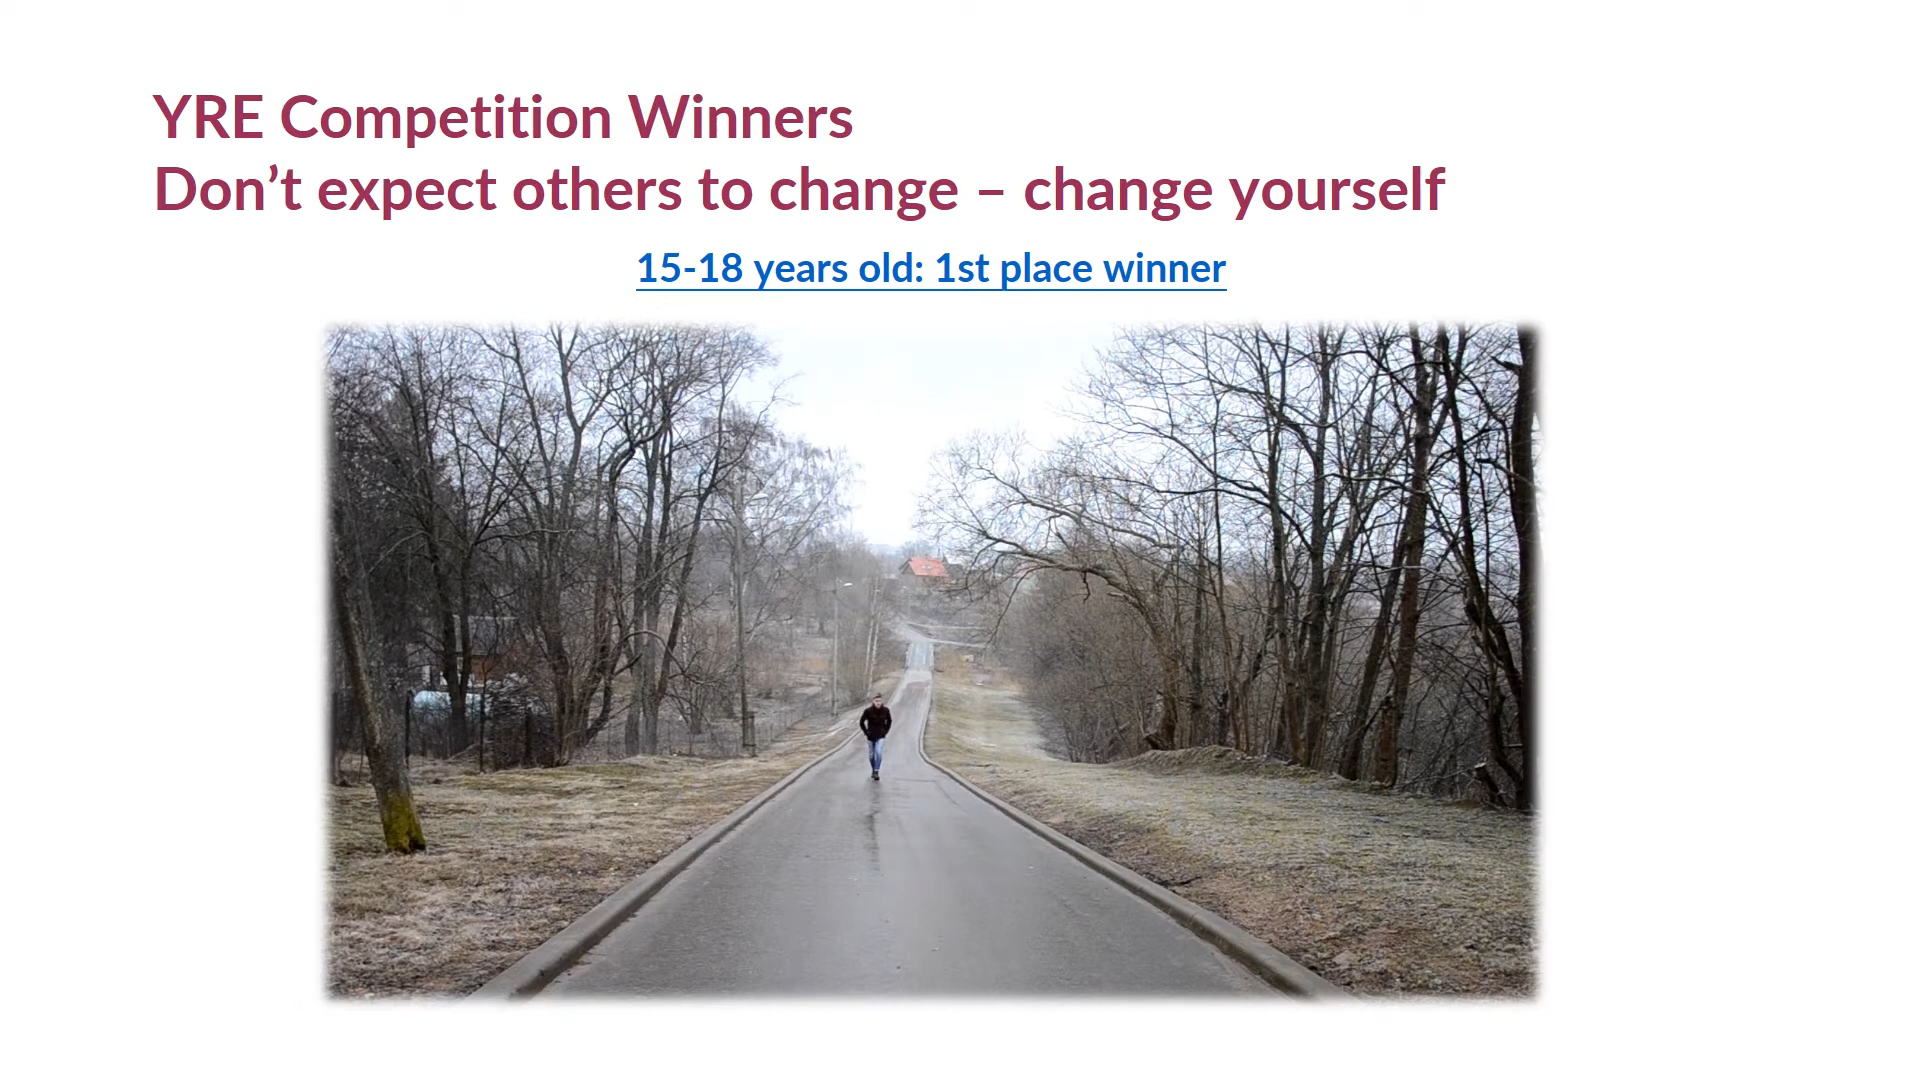 YRE Competition Winners
Don’t expect others to change – change yourself
15-18 years old: 1st place winner